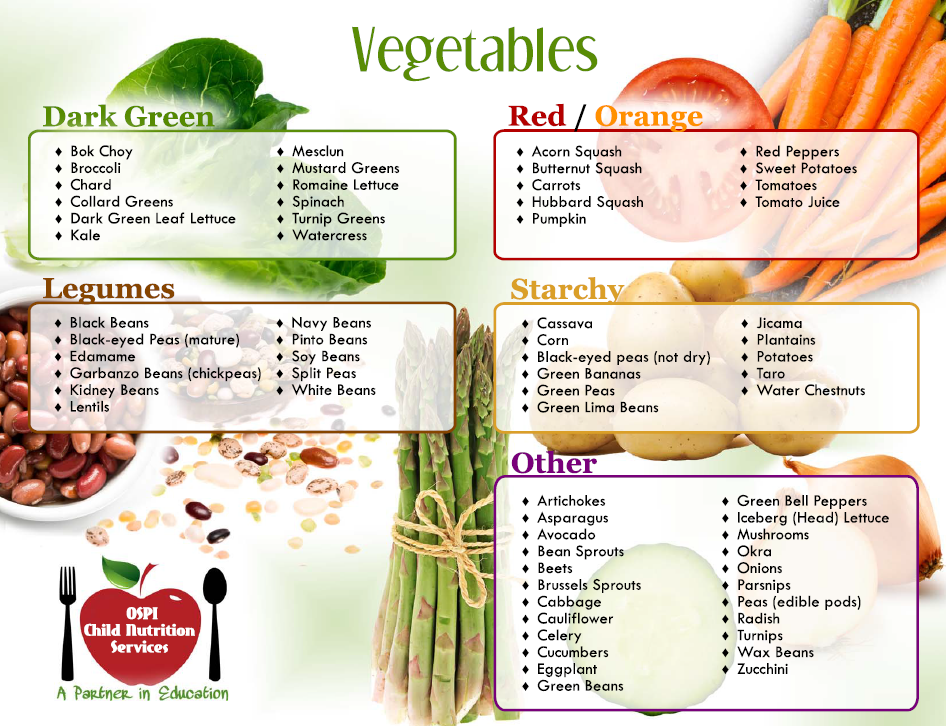 Vegetables
Dark Green
♦ Bok Choy
♦ Broccoli
♦ Chard
♦ Collard Greens
♦ Dark Green Leaf Lettuce
♦ Kale
♦ Mesclun
♦ Mustard Greens
♦ Romaine Lettuce
♦ Spinach
♦ Turnip Greens
♦ Watercress
Red / Orange
♦ Acorn Squash
♦ Butternut Squash
♦ Carrots
♦ Hubbard Squash
♦ Pumpkin
♦ Red Peppers
♦ Sweet Potatoes
♦ Tomatoes
♦ Tomato Juice
Legumes
♦ Black Beans
♦ Black-eyed Peas (mature)
♦ Edamame
♦ Garbanzo Beans (chickpeas)
♦ Kidney Beans
♦ Lentils
♦ Navy Beans
♦ Pinto Beans
♦ Soy Beans
♦ Split Peas
♦ White Beans
Starchy
♦ Cassava
♦ Corn
♦ Black-eyed peas (not dry)
♦ Green Bananas
♦ Green Peas
♦ Green Lima Beans
♦ Jicama
♦ Plantains
♦ Potatoes
♦ Taro
♦ Water Chestnuts
Other
♦ Artichokes
♦ Asparagus
♦ Avocado
♦ Bean Sprouts
♦ Beets
♦ Brussels Sprouts
♦ Cabbage
♦ Cauliflower
♦ Celery
♦ Cucumbers
♦ Eggplant
♦ Green Beans
♦ Green Bell Peppers
♦ Iceberg (Head) Lettuce
♦ Mushrooms
♦ Okra
♦ Onions
♦ Parsnips
♦ Peas (edible pods)
♦ Radish
♦ Turnips
♦ Wax Beans
♦ Zucchini
OSPI
Child Nutrition
Services
A Partner in Education